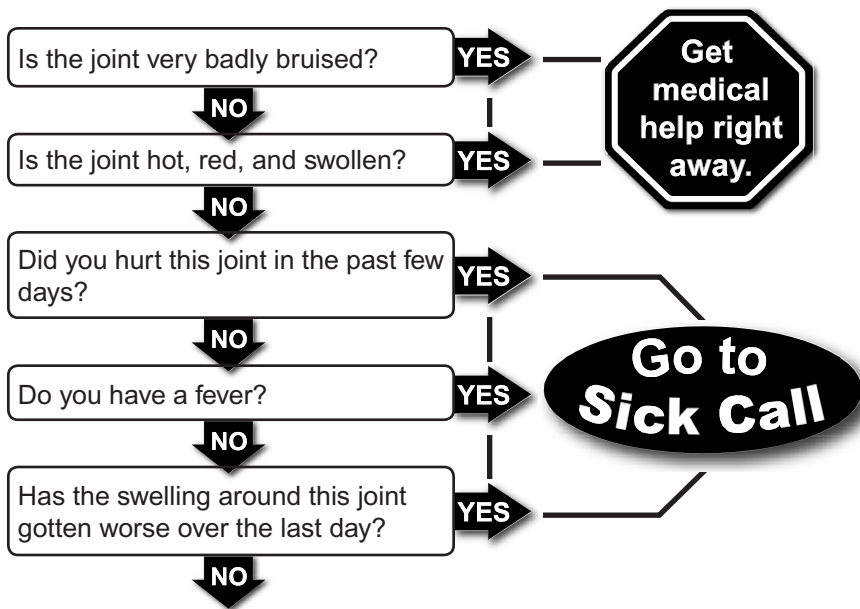 Is the joint very badly bruised?
YES
NO
Is the joint hot, red, and swollen?
YES
NO
Get
medical
help right
away.
Did you hurt this joint in the past few
days?
YES
NO
Do you have a fever?
YES
NO
Has the swelling around this joint
gotten worse over the last day?
YES
NO
Go to
Sick Call